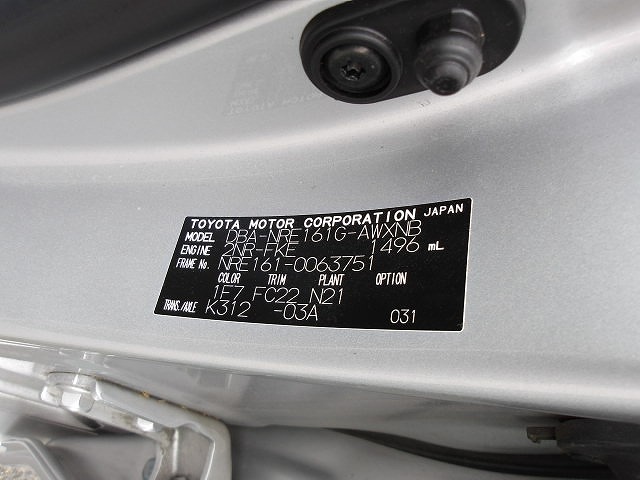 TOYOTA MOTOR CORPORATION JAPAN
MODEL DBA-NRE161G-AWXNB
ENGINE 2NR-FKE 1496 mL
FRAME No. NRE161-0063751
COLOR TRIM PLANT OPTION
1F7 FC22 N21
TRANS./AXLE K312 -03A 031